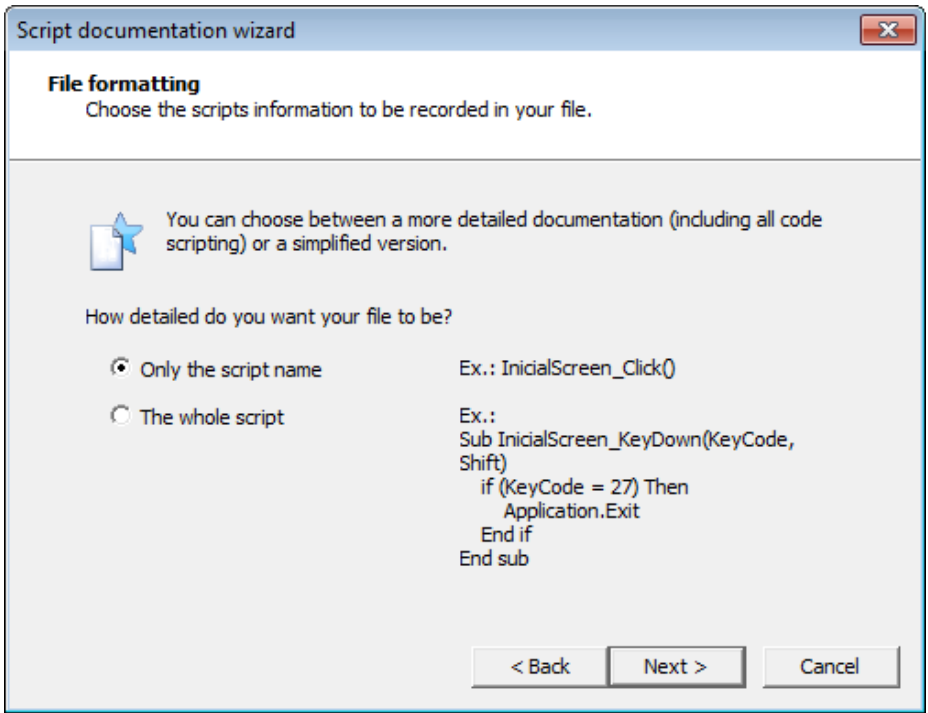 Script documentation wizard
File formatting
Choose the scripts information to be recorded in your file.
You can choose between a more detailed documentation (including all code
scripting) or a simplified version.
How detailed do you want your file to be?
Only the script name
Ex.: InicialScreen_Click()
The whole script
Ex.:
Sub InicialScreen_KeyDown(KeyCode,
Shift)
if (KeyCode = 27) Then
Application.Exit
End if
End sub
< Back
Next >
Cancel